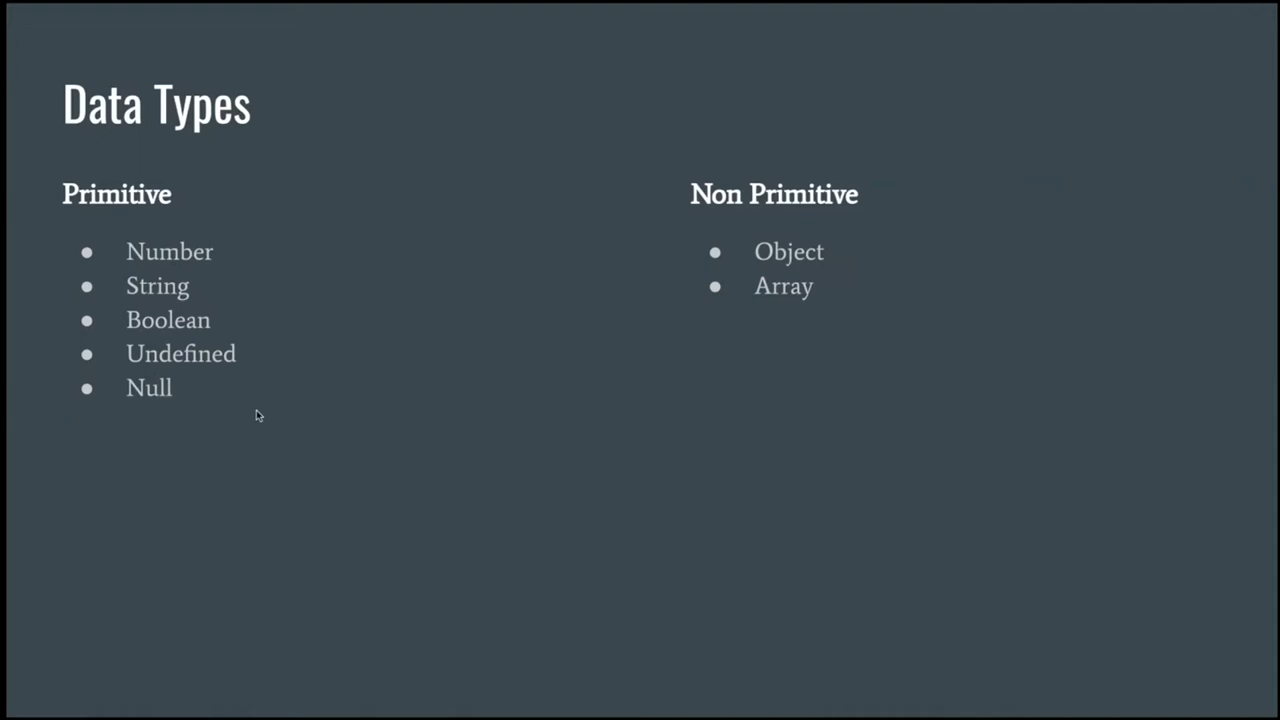 Data Types
Primitive
● Number
● String
● Boolean
● Undefined
● Null
Non Primitive
● Object
● Array